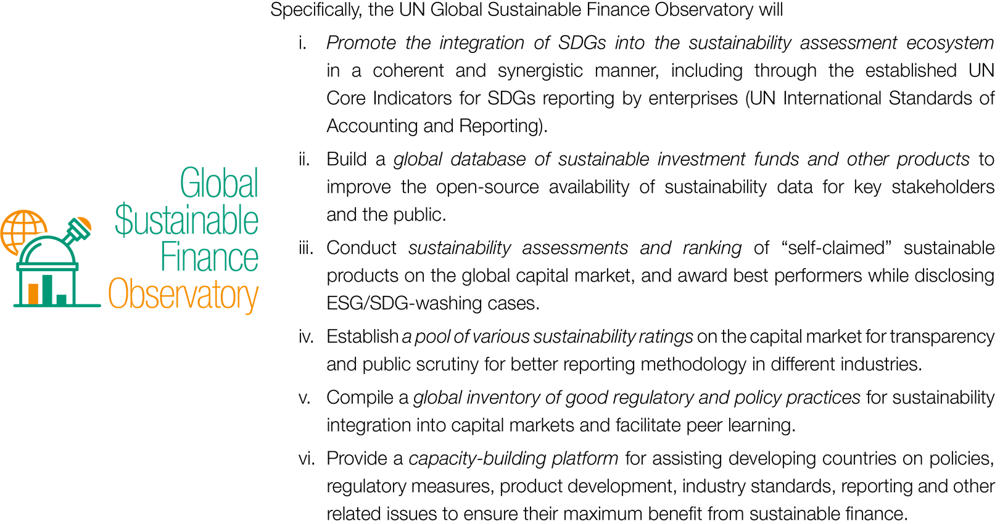 Specifically, the UN Global Sustainable Finance Observatory will
i. Promote the integration of SDGs into the sustainability assessment ecosystem
in a coherent and synergistic manner, including through the established UN
Core Indicators for SDGs reporting by enterprises (UN International Standards of
Accounting and Reporting).
ii. Build a global database of sustainable investment funds and other products to
improve the open-source availability of sustainability data for key stakeholders
and the public.
iii. Conduct sustainability assessments and ranking of “self-claimed” sustainable
products on the global capital market, and award best performers while disclosing
ESG/SDG-washing cases.
iv. Establish a pool of various sustainability ratings on the capital market for transparency
and public scrutiny for better reporting methodology in different industries.
v. Compile a global inventory of good regulatory and policy practices for sustainability
integration into capital markets and facilitate peer learning.
vi. Provide a capacity-building platform for assisting developing countries on policies,
regulatory measures, product development, industry standards, reporting and other
related issues to ensure their maximum benefit from sustainable finance.
Global
$ustainable
Finance
Observatory